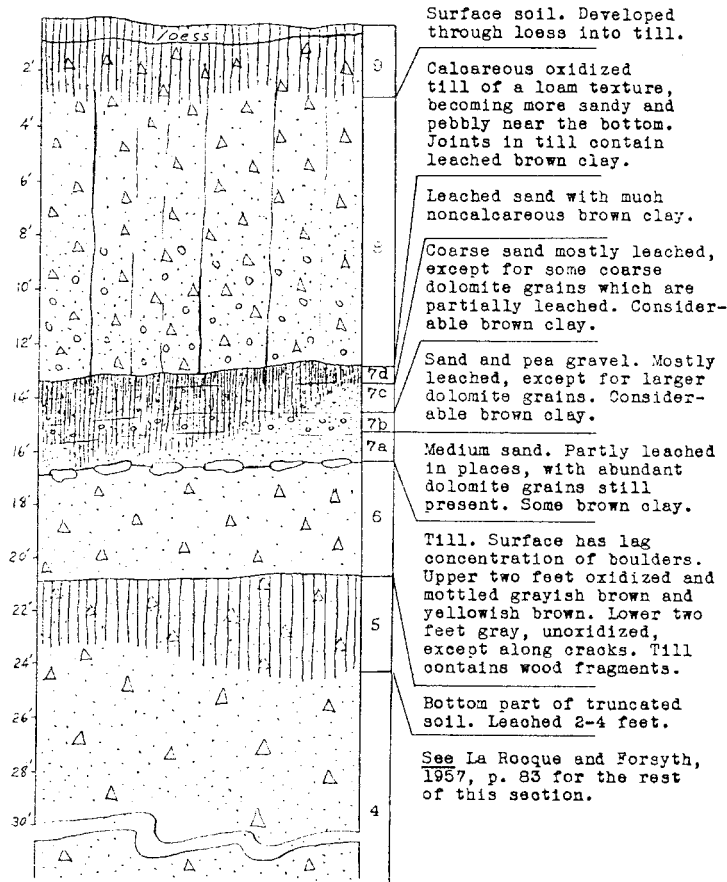 loess
2'
4'
6'
8'
10'
12'
14'
16'
18'
20'
22'
24'
26'
28'
30'
9
8
7d
7c
7b
7a
6
5
4
Surface soil. Developed
through loess into till.
Calcareous oxidized
till of a loam texture,
becoming more sandy and
pebbly near the bottom.
Joints in till contain
leached brown clay.
Leached sand with much
noncalcareous brown clay.
Coarse sand mostly leached,
except for some coarse
dolomite grains which are
partially leached. Consider-
able brown clay.
Sand and pea gravel. Mostly
leached, except for larger
dolomite grains. Consider-
able brown clay.
Medium sand. Partly leached
in places, with abundant
dolomite grains still
present. Some brown clay.
Till. Surface has lag
concentration of boulders.
Upper two feet oxidized and
mottled grayish brown and
yellowish brown. Lower two
feet gray, unoxidized,
except along cracks. Till
contains wood fragments.
Bottom part of truncated
soil. Leached 2-4 feet.
See La Rocque and Forsyth,
1957, p. 83 for the rest
of this section.